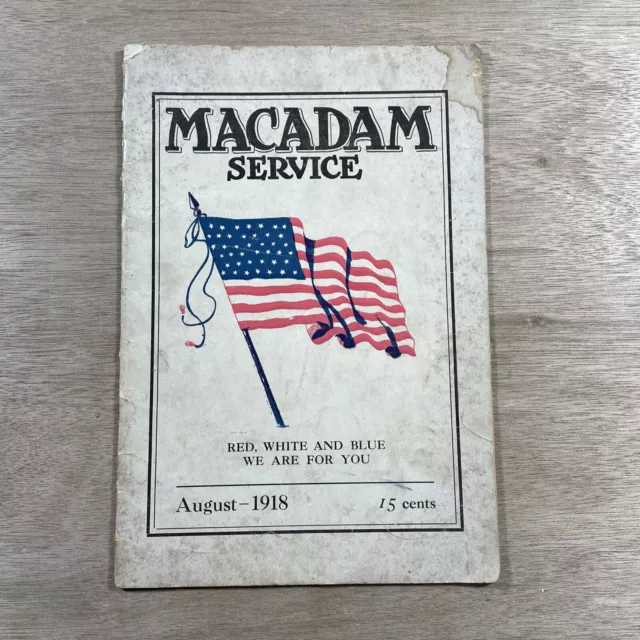 MACADAM
SERVICE
RED, WHITE AND BLUE
WE ARE FOR YOU
August-1918 15 cents